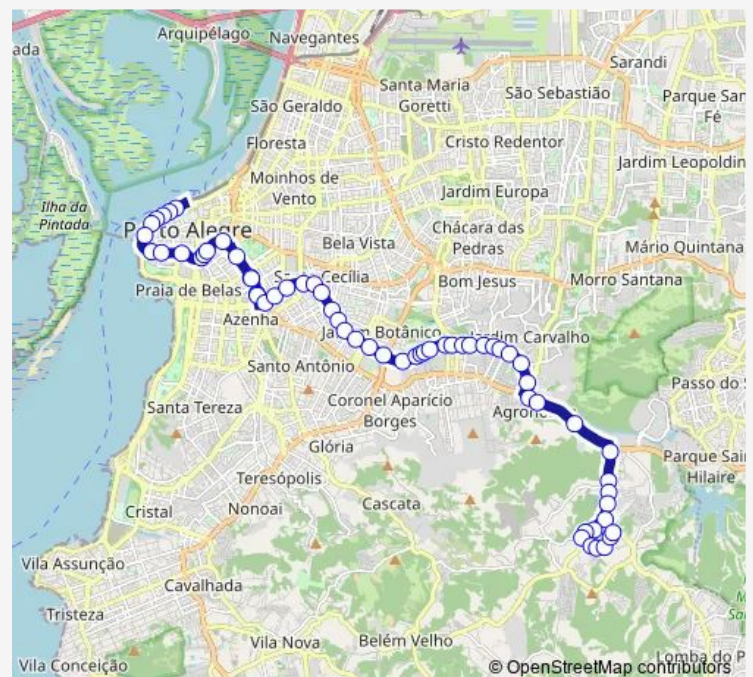 Arquipélago
Navegantes
ada
Sarandi
Santa Maria
Goretti
São Sebastião
Parque San
Fé
São Geraldo
Floresta
Cristo Redentor
Jardim Leopoldin
Moinhos de
Vento
Jardim Europa
Ilha da
Pintada
Porto Alegre
Bela Vista
Chácara das
Pedras
Mário Quintana
Santa Cecília
Bom Jesus
Morro Santana
Praia de Belas
Azenha
Jardim Botânico
Jardim Carvalho
Santo Antônio
Passo do S
Coronel Aparício
Borges
Agrono
Santa Tereza
Glória
Parque Sain
Hilaire
Teresópolis
Cascata
Cristal
Nonoai
Vila Assunção
Cavalhada
Tristeza
Vila Nova
Belém Velho
Lomba do P
Vila Conceição
© OpenStreetMap contributors